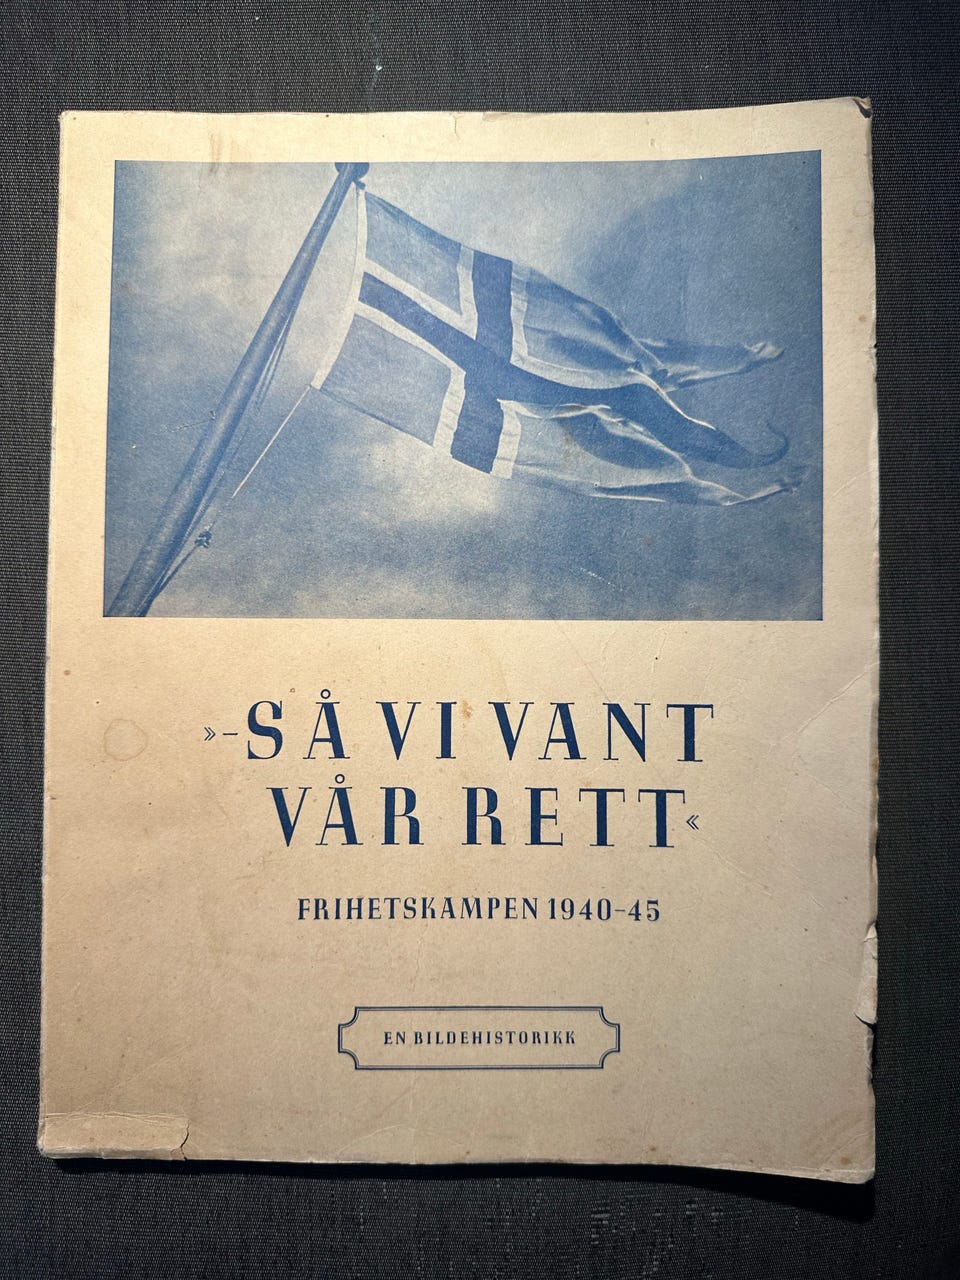 »–SÅ VI VANT
VÅR RETT«
FRIHETSKAMPEN 1940–45
EN BILDEHISTORIKK